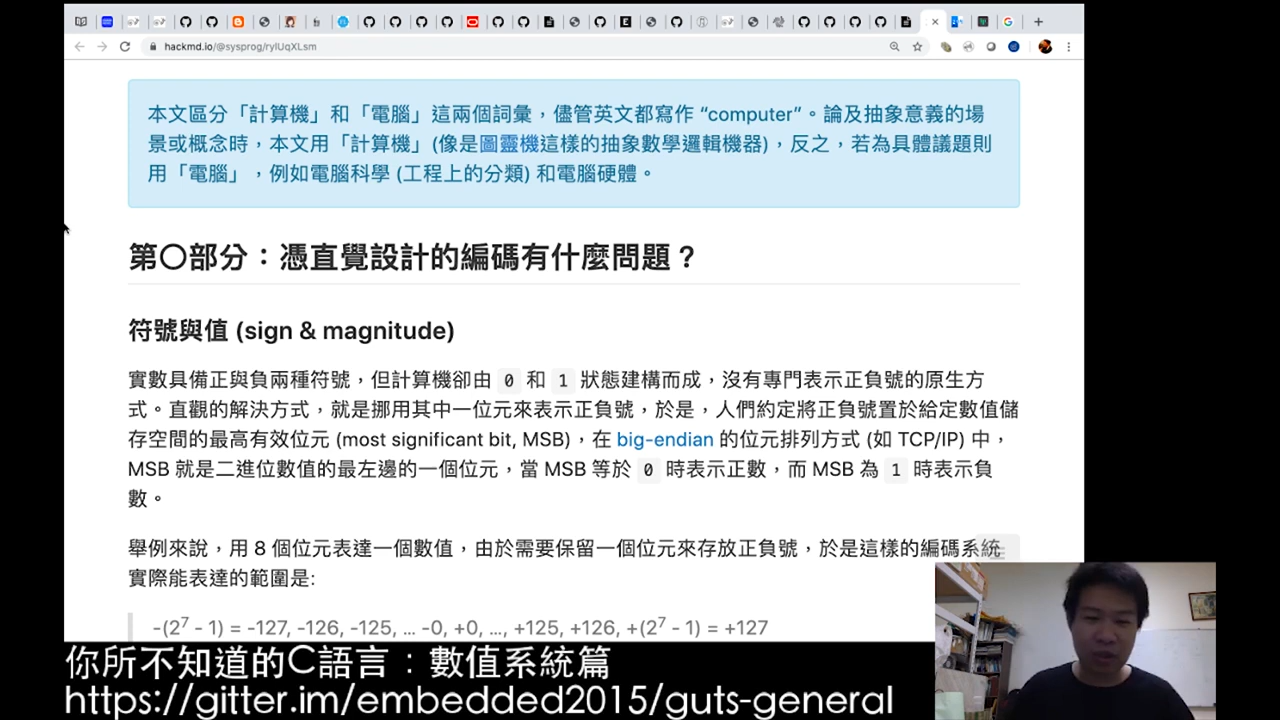 hackmd.io/@sysprog/rylUqXLsm
本文區分「計算機」和「電腦」這兩個詞彙，儘管英文都寫作 “computer”。論及抽象意義的場
景或概念時，本文用「計算機」(像是圖靈機這樣的抽象數學邏輯機器)，反之，若為具體議題則
用「電腦」，例如電腦科學 (工程上的分類) 和電腦硬體。
第〇部分：憑直覺設計的編碼有什麼問題？
符號與值 (sign & magnitude)
實數具備正與負兩種符號，但計算機卻由 0 和 1 狀態建構而成，沒有專門表示正負號的原生方
式。直觀的解決方式，就是挪用其中一位元來表示正負號，於是，人們約定將正負號置於給定數值儲
存空間的最高有效位元 (most significant bit, MSB)，在 big-endian 的位元排列方式 (如 TCP/IP) 中，
MSB 就是二進位數值的最左邊的一個位元，當 MSB 等於 0 時表示正數，而 MSB 為 1 時表示負
數。
舉例來說，用 8 個位元表達一個數值，由於需要保留一個位元來存放正負號，於是這樣的編碼系統
實際能表達的範圍是:
-(2⁷ - 1) = -127, -126, -125, … -0, +0, …, +125, +126, +(2⁷ - 1) = +127
你所不知道的C語言：數值系統篇
https://gitter.im/embedded2015/guts-general